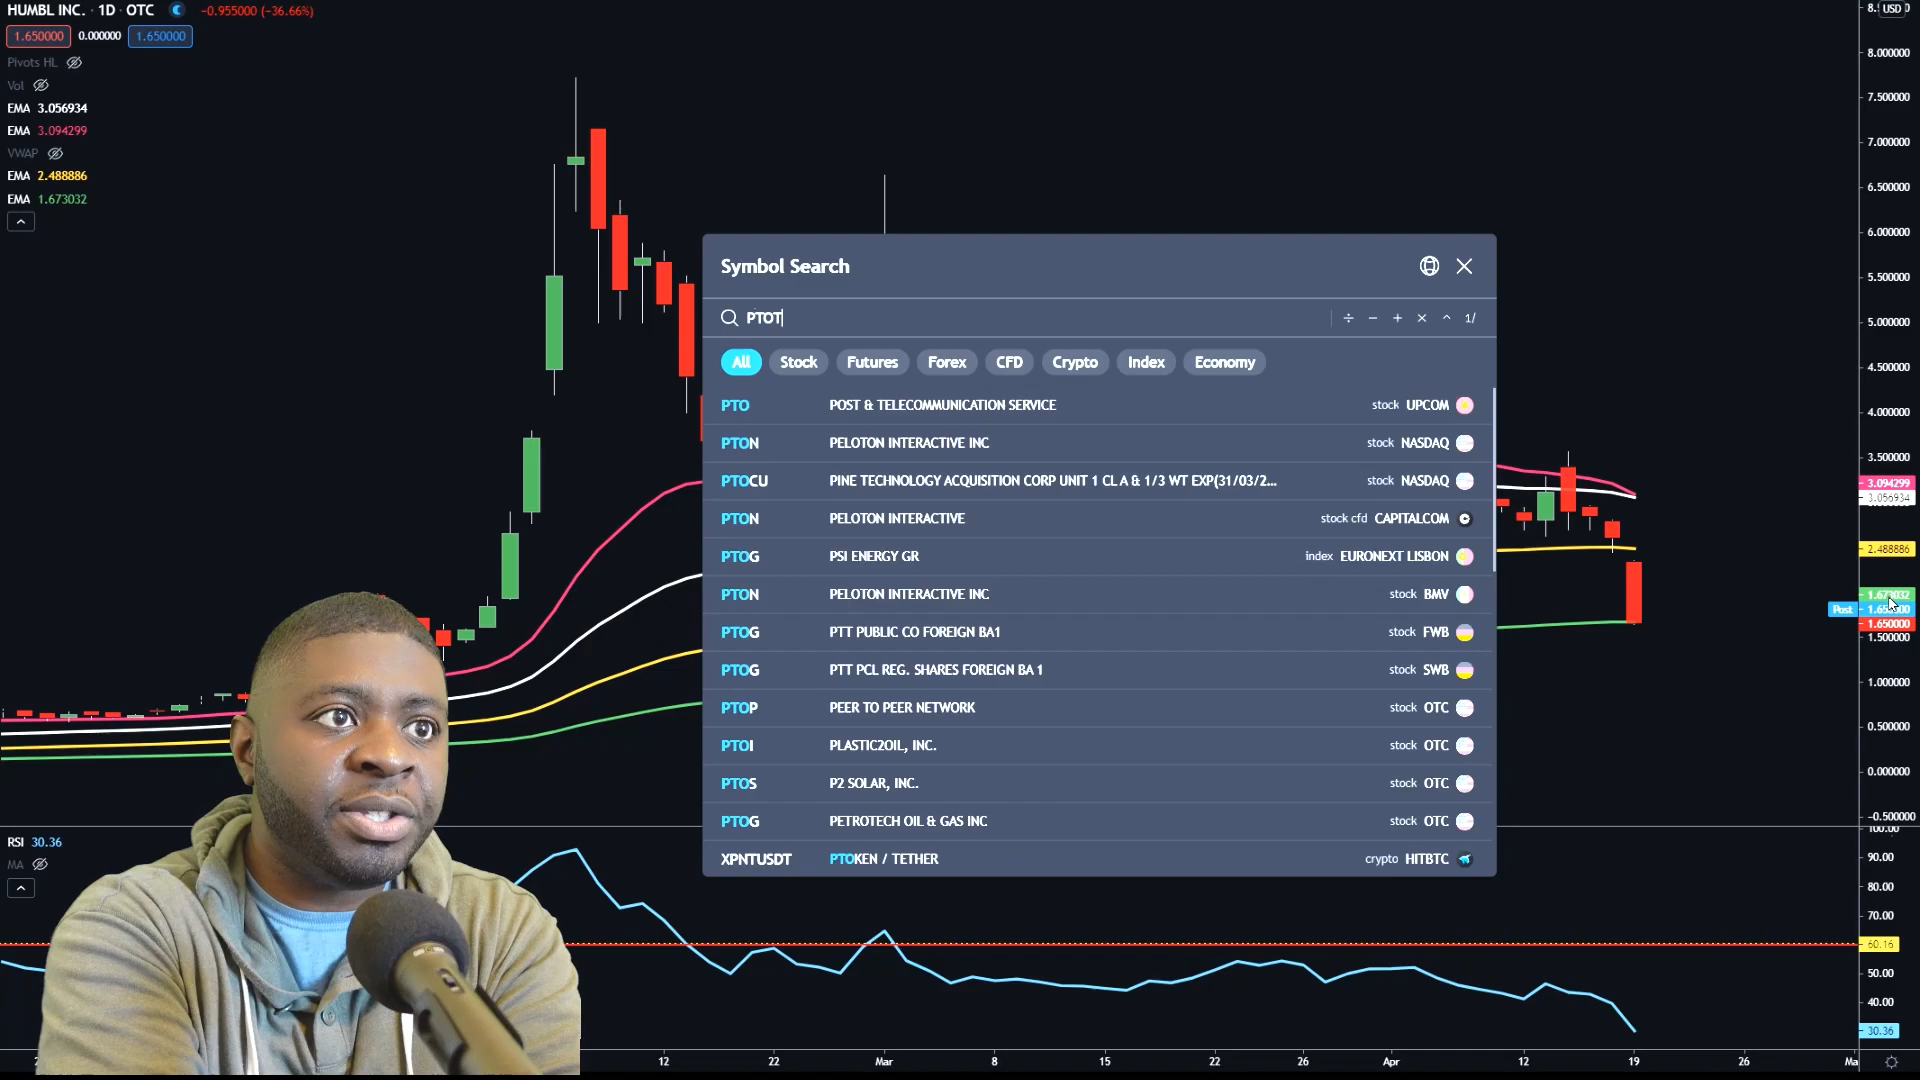 HUMBL INC. · 1D · OTC
−0.955000 (−36.66%)
1.650000 0.000000 1.650000
Pivots HL
Vol
EMA 3.056934
EMA 3.094299
VWAP
EMA 2.488886
EMA 1.673032
Symbol Search
PTOT
÷ − + × ^ 1/
All Stock Futures Forex CFD Crypto Index Economy
PTO POST & TELECOMMUNICATION SERVICE stock UPCOM
PTON PELOTON INTERACTIVE INC stock NASDAQ
PTOCU PINE TECHNOLOGY ACQUISITION CORP UNIT 1 CL A & 1/3 WT EXP(31/03/2... stock NASDAQ
PTON PELOTON INTERACTIVE stock cfd CAPITALCOM
PTOG PSI ENERGY GR index EURONEXT LISBON
PTON PELOTON INTERACTIVE INC stock BMV
PTOG PTT PUBLIC CO FOREIGN BA1 stock FWB
PTOG PTT PCL REG. SHARES FOREIGN BA 1 stock SWB
PTOP PEER TO PEER NETWORK stock OTC
PTOI PLASTIC2OIL, INC. stock OTC
PTOS P2 SOLAR, INC. stock OTC
PTOG PETROTECH OIL & GAS INC stock OTC
XPNTUSDT PTOKEN / TETHER crypto HITBTC
USD
8.000000
7.500000
7.000000
6.500000
6.000000
5.500000
5.000000
4.500000
4.000000
3.500000
3.094299
3.056934
2.488886
1.673032
Post
1.650000
1.500000
1.000000
0.500000
0.000000
-0.500000
RSI 30.36
MA
100.00
90.00
80.00
70.00
60.16
50.00
40.00
30.36
12 22 Mar 8 15 22 26 Apr 12 19 26